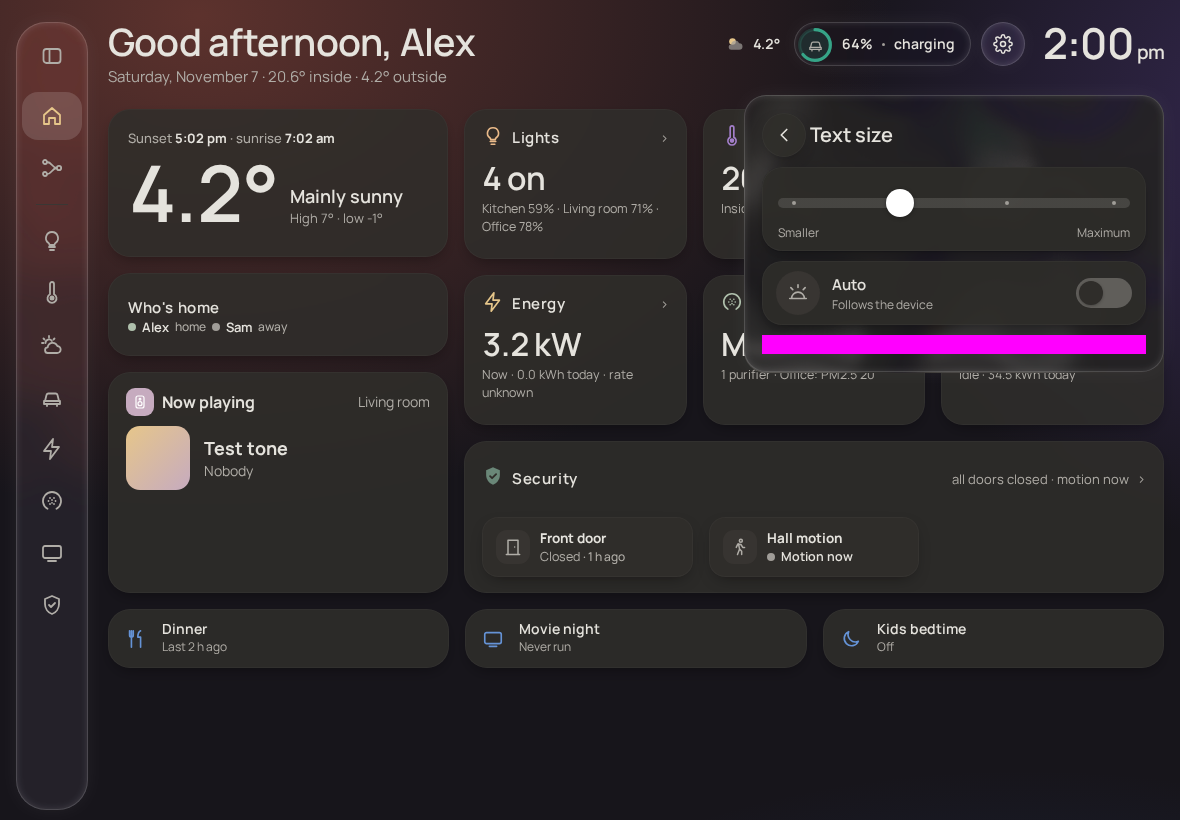 Good afternoon, Alex
Saturday, November 7 · 20.6° inside · 4.2° outside
4.2°
64% • charging
2:00 pm
Sunset 5:02 pm · sunrise 7:02 am
4.2°
Mainly sunny
High 7° · low -1°
Who's home
Alex home Sam away
Now playing
Living room
Test tone
Nobody
Lights
4 on
Kitchen 59% · Living room 71% ·
Office 78%
Energy
3.2 kW
Now · 0.0 kWh today · rate
unknown
Text size
Smaller
Maximum
Auto
Follows the device
1 purifier · Office: PM2.5 20
Idle · 34.5 kWh today
Security
all doors closed · motion now
Front door
Closed · 1 h ago
Hall motion
Motion now
Dinner
Last 2 h ago
Movie night
Never run
Kids bedtime
Off